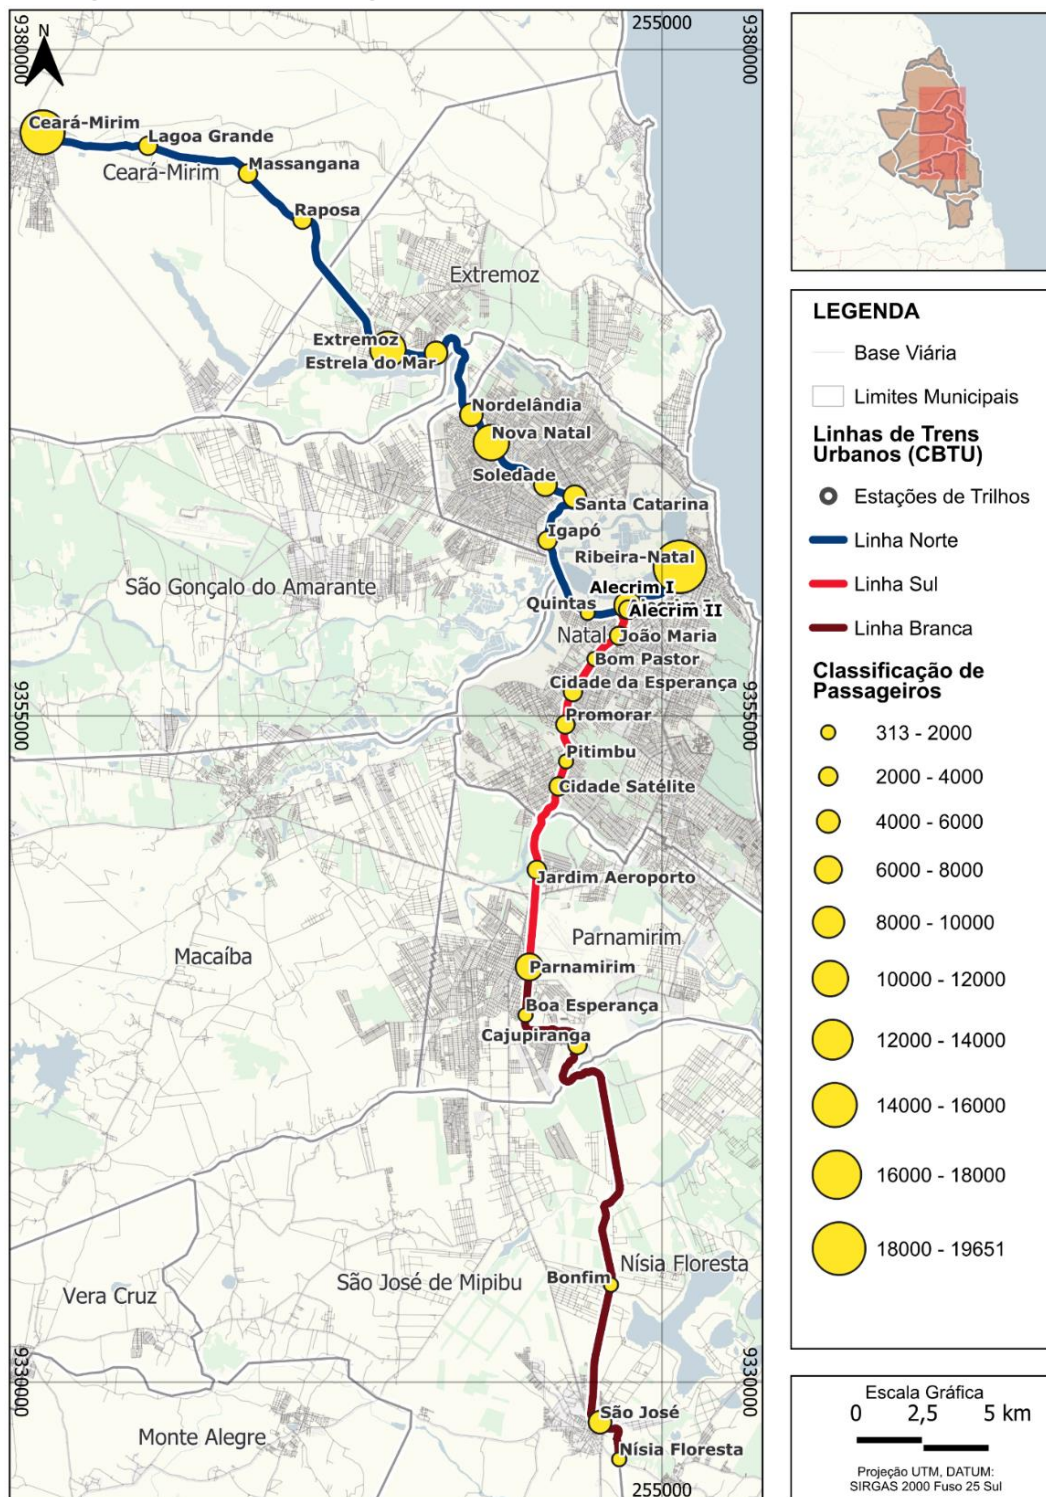 N
9380000
255000
9380000
Ceará-Mirim
Lagoa Grande
Ceará-Mirim
Massangana
Raposa
Extremoz
Extremoz
Estrela do Mar
Nordelândia
Nova Natal
Soledade
Santa Catarina
Igapó
Ribeira-Natal
São Gonçalo do Amarante
Alecrim I
Quintas
Alecrim II
Natal
João Maria
Bom Pastor
Cidade da Esperança
9355000
9355000
Promorar
Pitimbu
Cidade Satélite
Jardim Aeroporto
Parnamirim
Macaíba
Parnamirim
Boa Esperança
Cajupiranga
Nísia Floresta
Bonfim
São José de Mipibu
Vera Cruz
9330000
9330000
São José
Monte Alegre
Nísia Floresta
255000
LEGENDA
Base Viária
Limites Municipais
Linhas de Trens
Urbanos (CBTU)
Estações de Trilhos
Linha Norte
Linha Sul
Linha Branca
Classificação de
Passageiros
313 - 2000
2000 - 4000
4000 - 6000
6000 - 8000
8000 - 10000
10000 - 12000
12000 - 14000
14000 - 16000
16000 - 18000
18000 - 19651
Escala Gráfica
0 2,5 5 km
Projeção UTM, DATUM:
SIRGAS 2000 Fuso 25 Sul